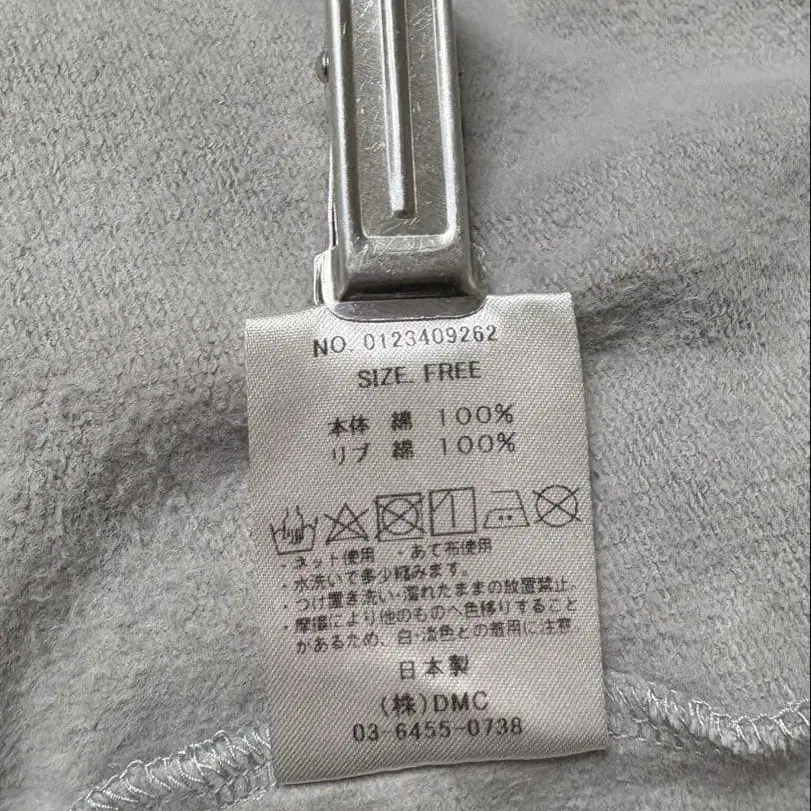 NO. 0123409262
SIZE. FREE
本体 綿 100%
リブ 綿 100%
・ネット使用 ・あて布使用
・水洗いで多少縮みます。
・つけ置き洗い・濡れたままの放置禁止。
・摩擦により他のものへ色移りすること
があるため、白・淡色との着用に注意。
日本製
(株)DMC
03-6455-0738